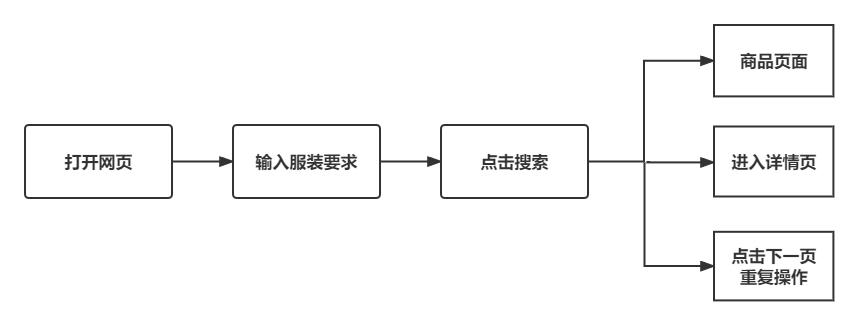 商品页面
打开网页
输入服装要求
点击搜索
进入详情页
点击下一页
重复操作